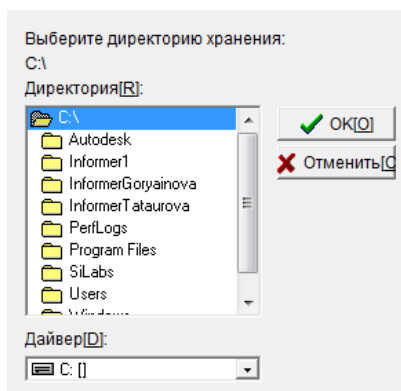 Выберите директорию хранения:
C:\
Директория[R]:
C:\
Autodesk
Informer1
InformerGoryainova
InformerTataurova
PerfLogs
Program Files
SiLabs
Users
OK[O]
Отменить[
Дайвер[D]:
C: []